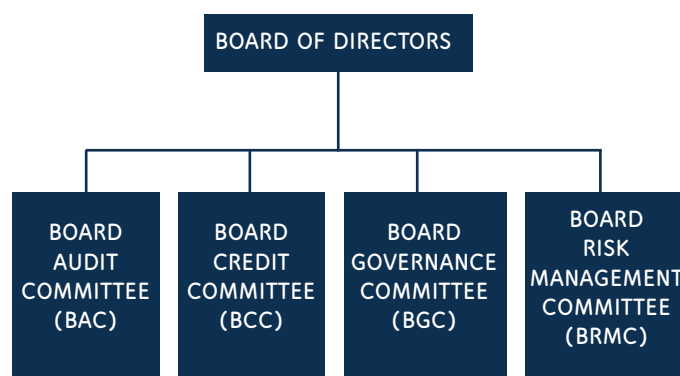 BOARD OF DIRECTORS
BOARD
AUDIT
COMMITTEE
(BAC)
BOARD
CREDIT
COMMITTEE
(BCC)
BOARD
GOVERNANCE
COMMITTEE
(BGC)
BOARD
RISK
MANAGEMENT
COMMITTEE
(BRMC)